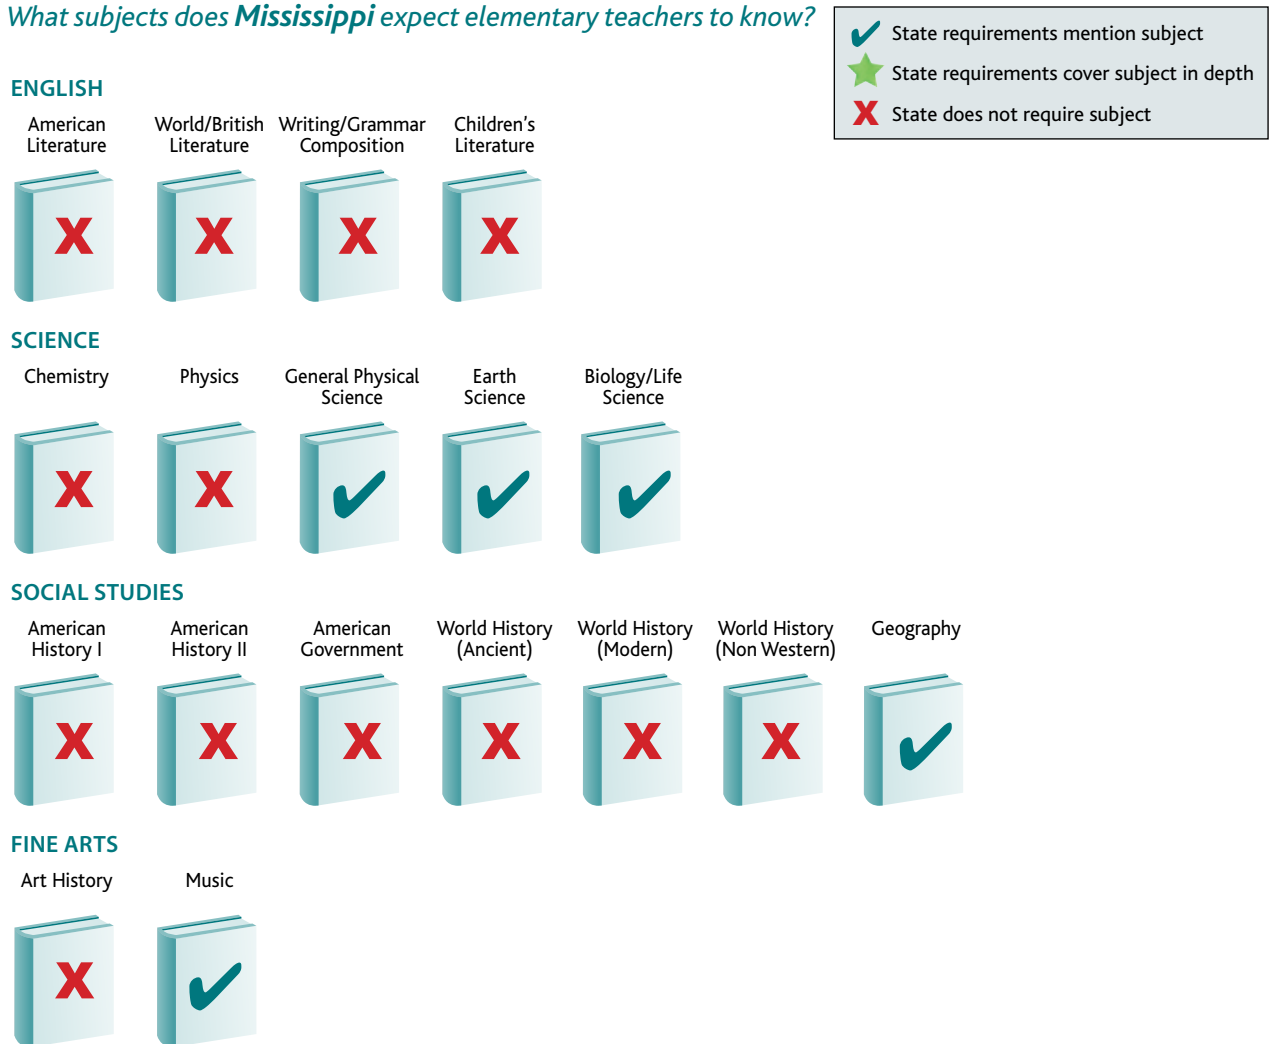 What subjects does Mississippi expect elementary teachers to know?
State requirements mention subject
State requirements cover subject in depth
State does not require subject
ENGLISH
American
Literature
World/British
Literature
Writing/Grammar
Composition
Children's
Literature
X
X
X
X
SCIENCE
Chemistry
Physics
General Physical
Science
Earth
Science
Biology/Life
Science
X
X
SOCIAL STUDIES
American
History I
American
History II
American
Government
World History
(Ancient)
World History
(Modern)
World History
(Non Western)
Geography
X
X
X
X
X
X
FINE ARTS
Art History
Music
X